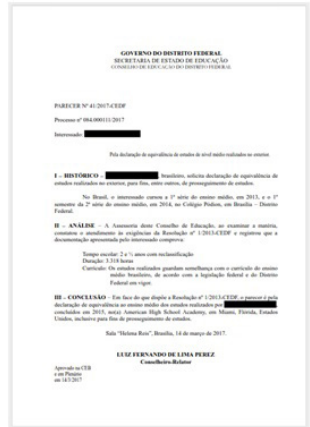 GOVERNO DO DISTRITO FEDERAL
SECRETARIA DE ESTADO DE EDUCAÇÃO
CONSELHO DE EDUCAÇÃO DO DISTRITO FEDERAL
PARECER Nº 41/2017-CEDF
Processo nº 084.000111/2017
Interessado:
Pela declaração de equivalência de estudos de nível médio realizados no exterior.
I – HISTÓRICO – , brasileiro, solicita declaração de equivalência de
estudos realizados no exterior, para fins, entre outros, de prosseguimento de estudos.
No Brasil, o interessado cursou a 1ª série do ensino médio, em 2013, e o 1º
semestre da 2ª série do ensino médio, em 2014, no Colégio Pódion, em Brasília – Distrito
Federal.
II – ANÁLISE – A Assessoria deste Conselho de Educação, ao examinar a matéria,
constatou o atendimento às exigências da Resolução nº 1/2013-CEDF e registrou que a
documentação apresentada pelo interessado comprova:
Tempo escolar: 2 e ½ anos com reclassificação
Duração: 3.318 horas
Currículo: Os estudos realizados guardam semelhança com o currículo do ensino
médio brasileiro, de acordo com a legislação federal e do Distrito
Federal em vigor.
III – CONCLUSÃO – Em face do que dispõe a Resolução nº 1/2013-CEDF, o parecer é pela
declaração de equivalência ao ensino médio dos estudos realizados por
concluídos em 2015, no(a) American High School Academy, em Miami, Flórida, Estados
Unidos, inclusive para fins de prosseguimento de estudos.
Sala "Helena Reis", Brasília, 14 de março de 2017.
LUIZ FERNANDO DE LIMA PEREZ
Conselheiro-Relator
Aprovado na CEB
e em Plenário
em 14/3/2017